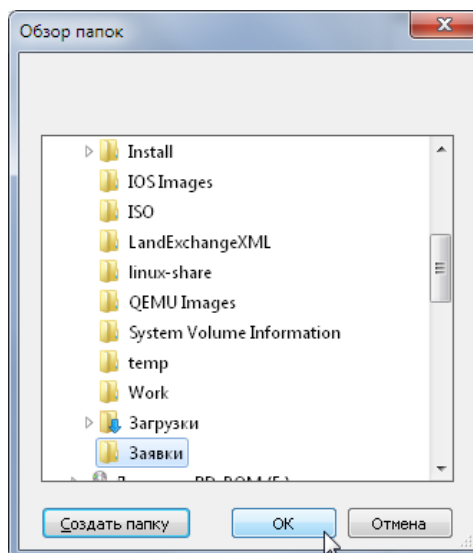 Обзор папок
Install
IOS Images
ISO
LandExchangeXML
linux-share
QEMU Images
System Volume Information
temp
Work
Загрузки
Заявки
Создать папку
OK
Отмена